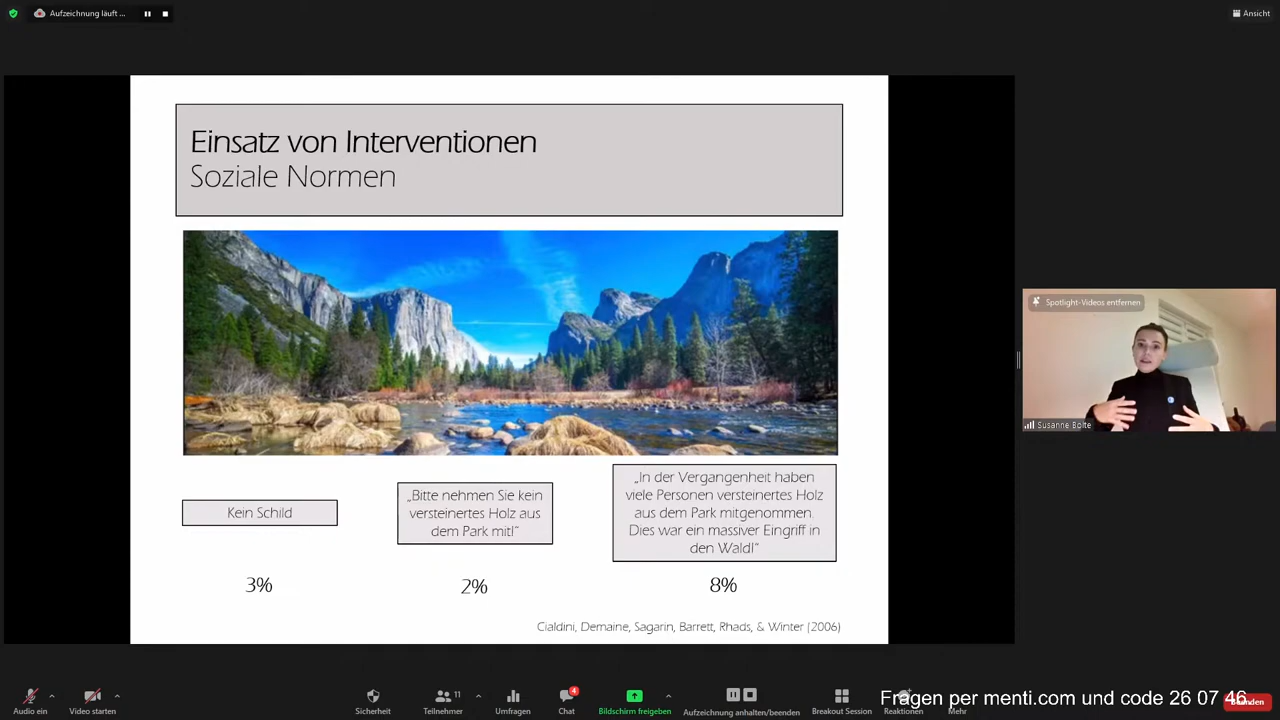 Aufzeichnung läuft ...
Ansicht
Einsatz von Interventionen
Soziale Normen
Spotlight-Videos entfernen
Susanne Bolte
Kein Schild
„Bitte nehmen Sie kein
versteinertes Holz aus
dem Park mit!“
„In der Vergangenheit haben
viele Personen versteinertes Holz
aus dem Park mitgenommen.
Dies war ein massiver Eingriff in
den Wald!“
3%
2%
8%
Cialdini, Demaine, Sagarin, Barrett, Rhads, & Winter (2006)
Audio ein
Video starten
Sicherheit
11
Teilnehmer
Umfragen
4
Chat
Bildschirm freigeben
Aufzeichnung anhalten/beenden
Breakout Session
Reaktionen
Mehr
Beenden
Fragen per menti.com und code 26 07 46